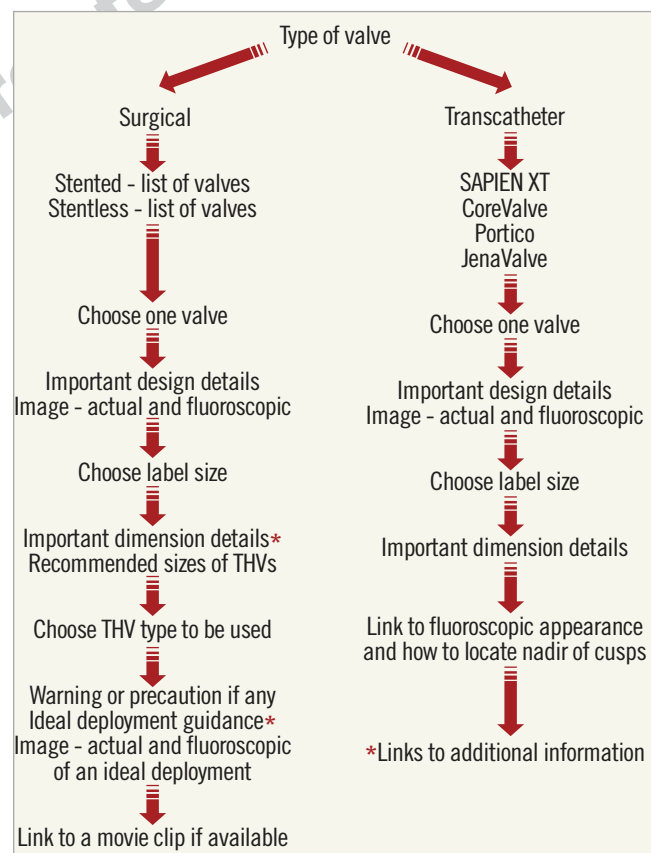 Type of valve
Surgical
Stented - list of valves
Stentless - list of valves
Choose one valve
Important design details
Image - actual and fluoroscopic
Choose label size
Important dimension details*
Recommended sizes of THVs
Choose THV type to be used
Warning or precaution if any
Ideal deployment guidance*
Image - actual and fluoroscopic
of an ideal deployment
Link to a movie clip if available
Transcatheter
SAPIEN XT
CoreValve
Portico
JenaValve
Choose one valve
Important design details
Image - actual and fluoroscopic
Choose label size
Important dimension details
Link to fluoroscopic appearance
and how to locate nadir of cusps
*Links to additional information